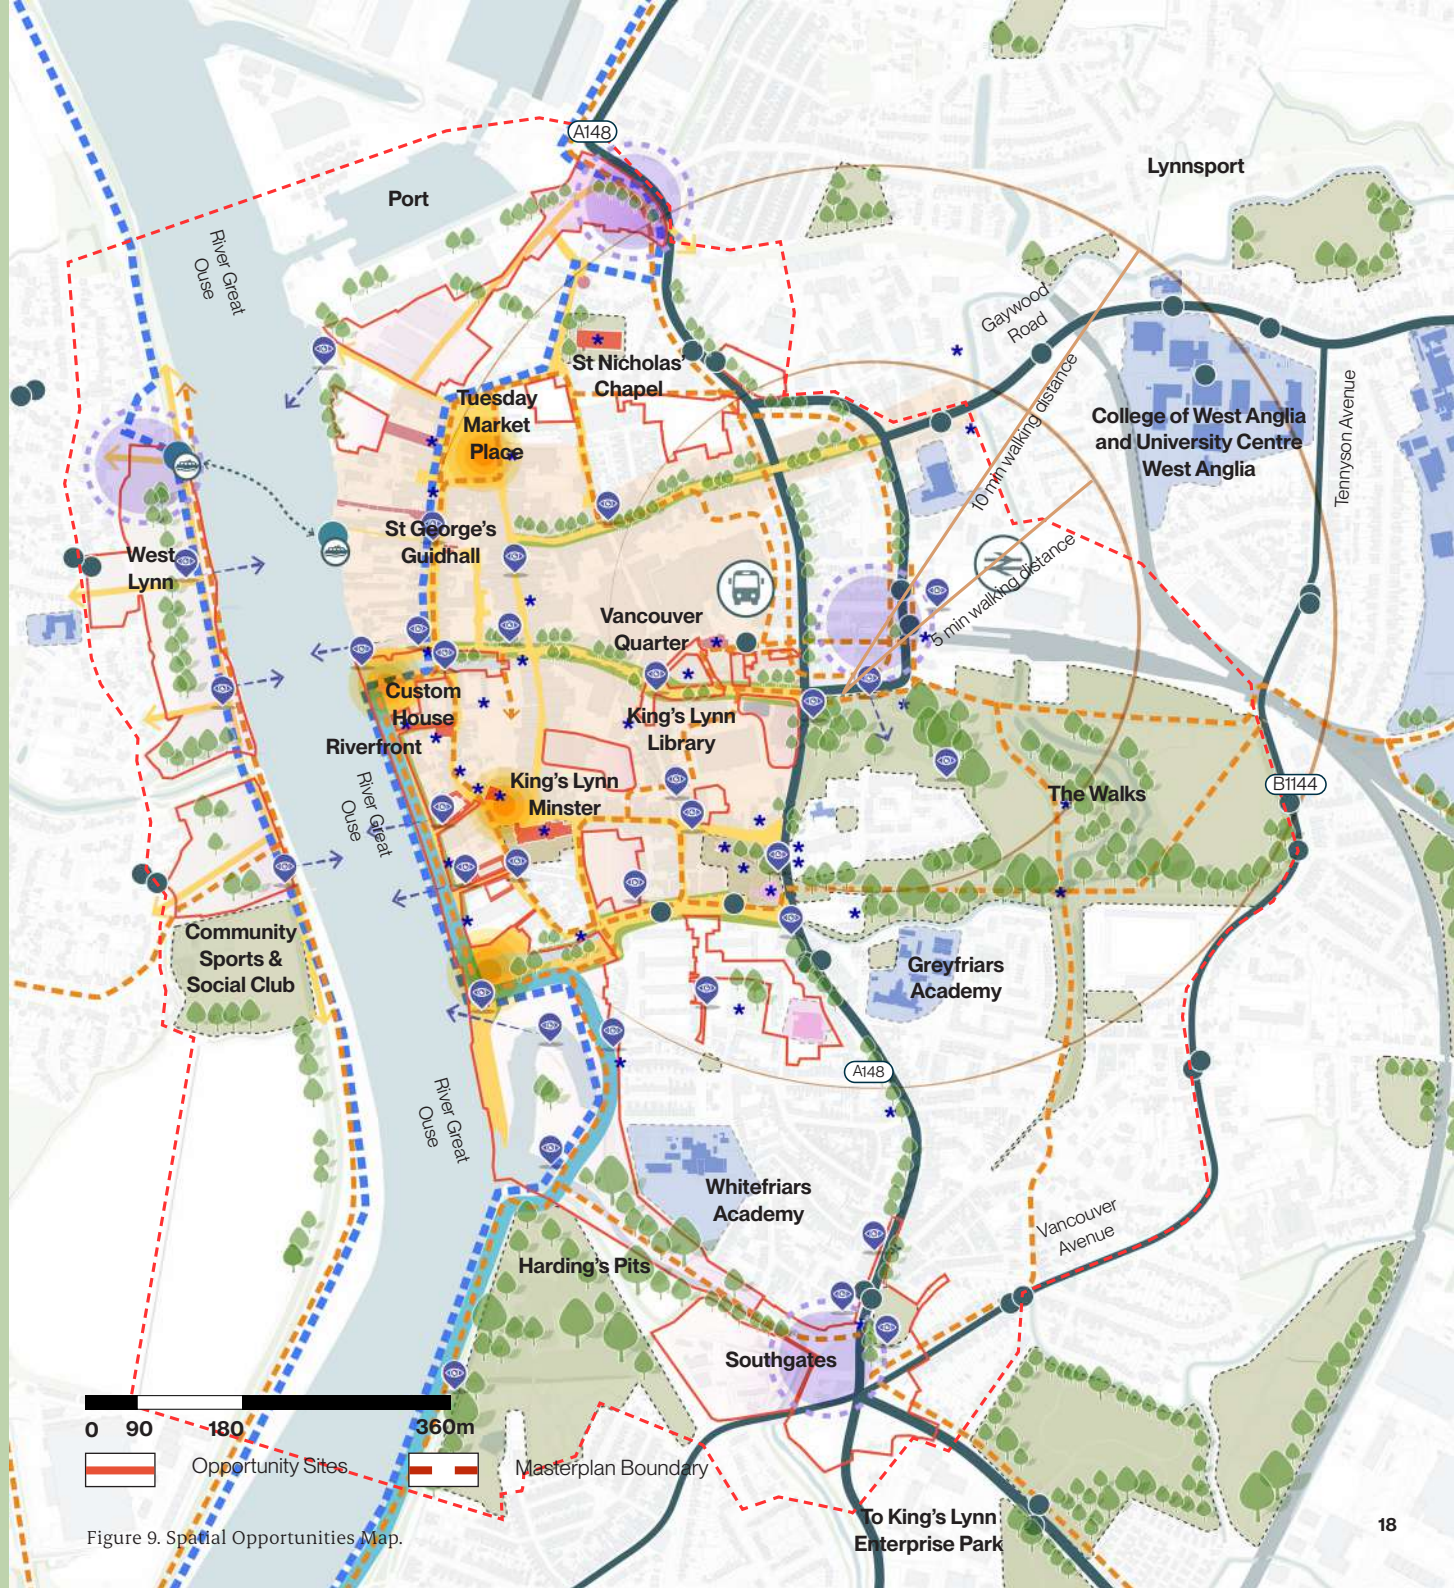 A148
Lynnsport
Port
River Great
Ouse
Gaywood
Road
St Nicholas'
Chapel
Tuesday
Market
Place
10 min walking distance
College of West Anglia
and University Centre
West Anglia
Tennyson Avenue
St George's
Guidhall
West
Lynn
5 min walking distance
Vancouver
Quarter
Custom
House
King's Lynn
Library
Riverfront
River Great
Ouse
King's Lynn
Minster
The Walks
B1144
Community
Sports &
Social Club
Greyfriars
Academy
A148
River Great
Ouse
Whitefriars
Academy
Vancouver
Avenue
Harding's Pits
Southgates
0 90 180 360m
Opportunity Sites
Masterplan Boundary
To King's Lynn
Enterprise Park
Figure 9. Spatial Opportunities Map.
18